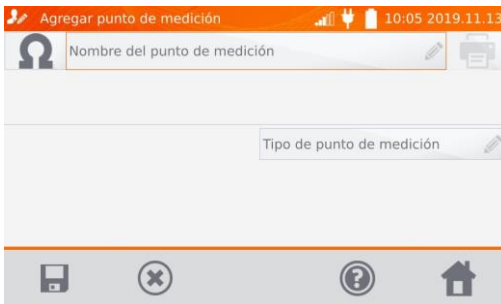 Agregar punto de medición 10:05 2019.11.13
Nombre del punto de medición
Tipo de punto de medición